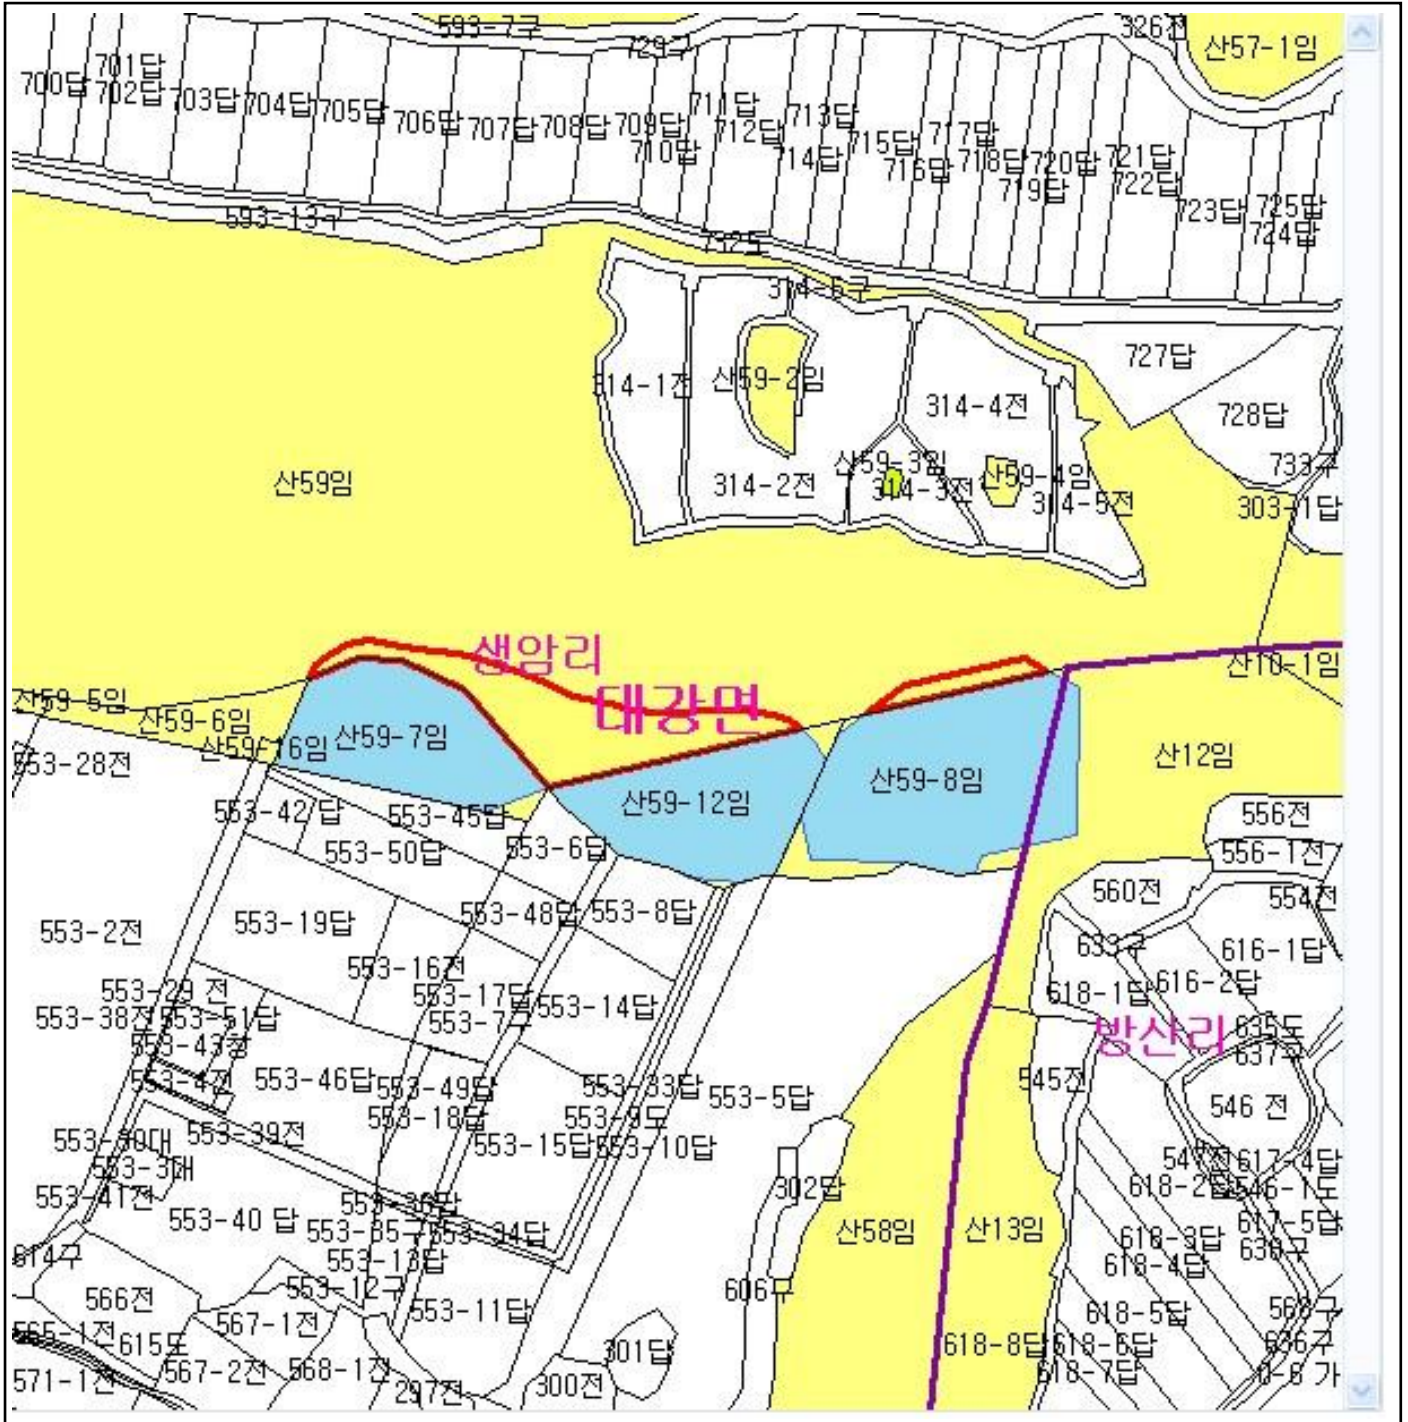 593-7구
729구
326전
산57-1임
700답
701답
702답
703답
704답
705답
706답
707답
708답
709답
710답
711답
712답
713답
714답
715답
716답
717답
718답
719답
720답
721답
722답
723답
725답
724답
593-13구
732도
314-6구
727답
728답
733구
303-1답
314-1전
산59-2임
314-4전
산59임
314-2전
산59-3임
314-3전
산59-4임
314-5전
생암리
대강면
산10-1임
산59-5임
산59-6임
산59-16임
산59-7임
산59-12임
산59-8임
산12임
553-28전
553-42답
553-45답
553-50답
553-6답
556전
556-1전
560전
554전
553-2전
553-19답
553-48답
553-8답
633구
616-1답
553-16전
553-29 전
553-17답
553-14답
618-1답
616-2답
553-38전
553-51답
553-7구
방산리
635도
637구
553-43창
553-4전
553-46답
553-49답
553-33답
553-5답
545전
546 전
553-18답
553-9도
553-30대
553-39전
553-15답
553-10답
547전
617-4답
553-3대
553-41전
553-36답
302답
618-2답
546-1도
553-40 답
553-35구
553-34답
산58임
산13임
618-3답
617-5답
614구
553-13답
618-4답
553-12구
606구
566전
553-11답
618-5답
565-1전
615도
567-1전
301답
618-8답
618-6답
636구
571-1전
567-2전
568-1전
297전
300전
618-7답